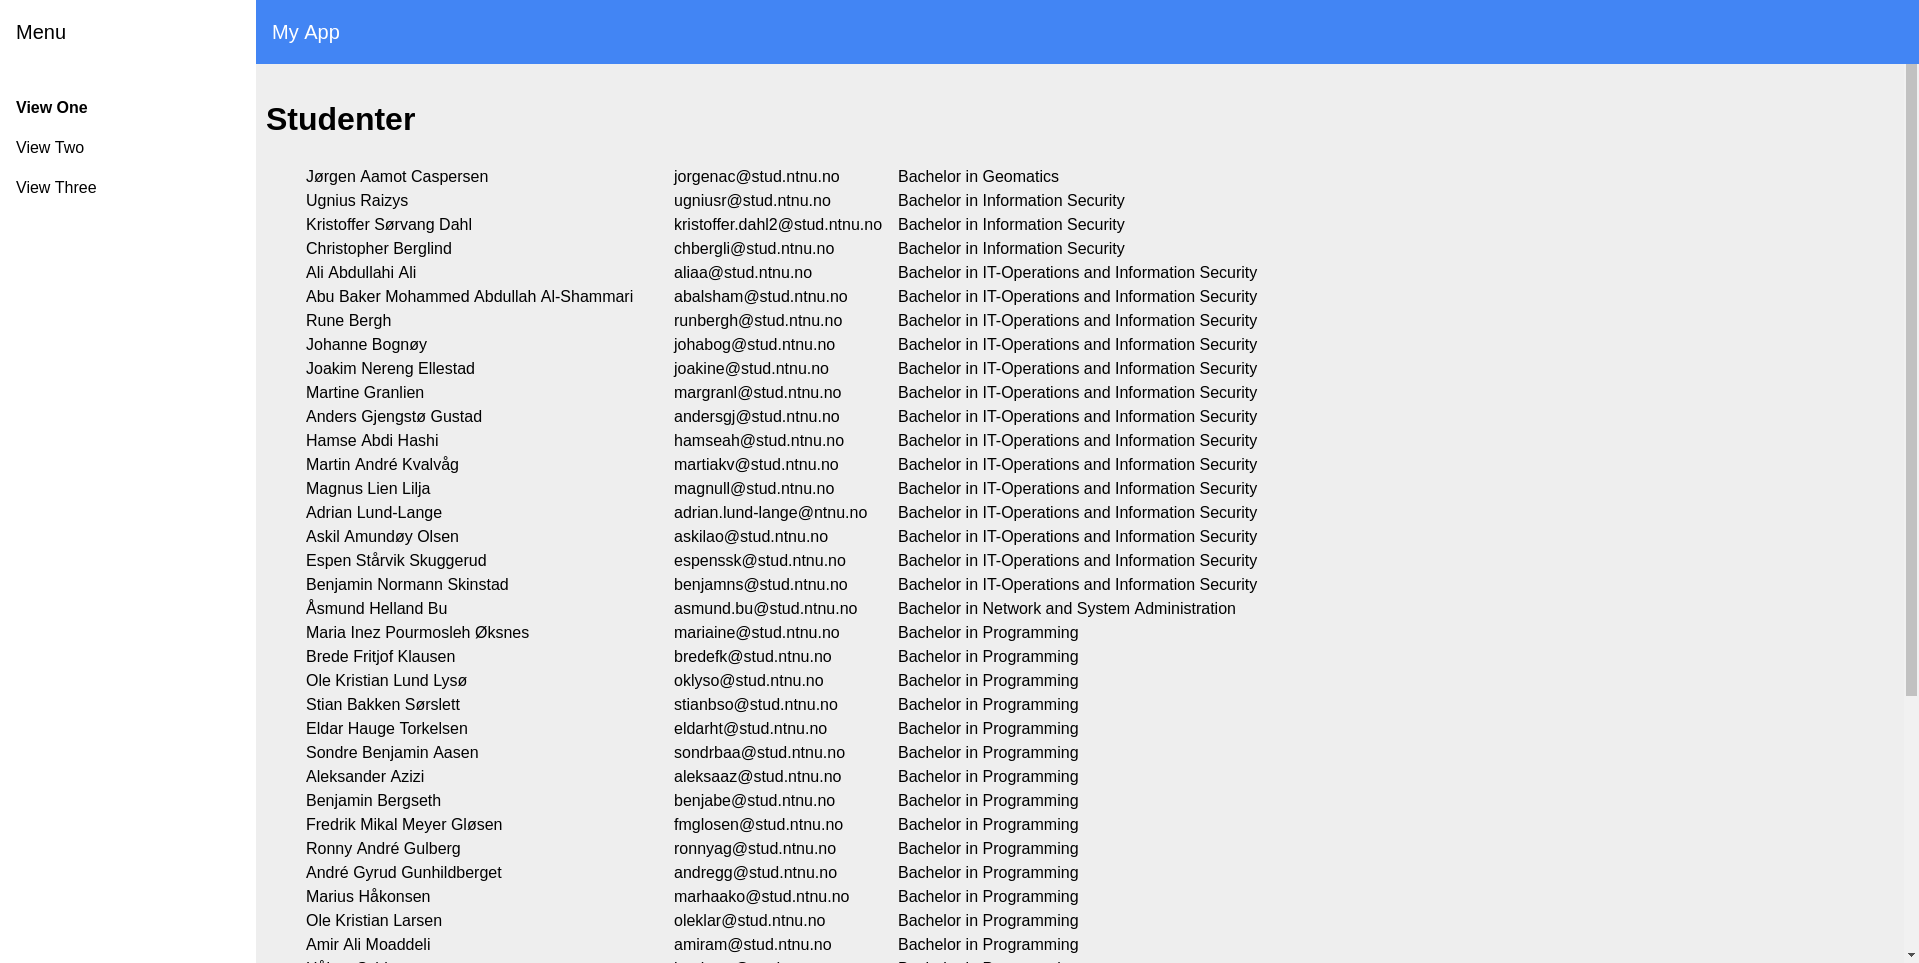 Menu
My App
View One
View Two
View Three
Studenter
Jørgen Aamot Caspersen jorgenac@stud.ntnu.no Bachelor in Geomatics
Ugnius Raizys ugniusr@stud.ntnu.no Bachelor in Information Security
Kristoffer Sørvang Dahl kristoffer.dahl2@stud.ntnu.no Bachelor in Information Security
Christopher Berglind chbergli@stud.ntnu.no Bachelor in Information Security
Ali Abdullahi Ali aliaa@stud.ntnu.no Bachelor in IT-Operations and Information Security
Abu Baker Mohammed Abdullah Al-Shammari abalsham@stud.ntnu.no Bachelor in IT-Operations and Information Security
Rune Bergh runbergh@stud.ntnu.no Bachelor in IT-Operations and Information Security
Johanne Bognøy johabog@stud.ntnu.no Bachelor in IT-Operations and Information Security
Joakim Nereng Ellestad joakine@stud.ntnu.no Bachelor in IT-Operations and Information Security
Martine Granlien margranl@stud.ntnu.no Bachelor in IT-Operations and Information Security
Anders Gjengstø Gustad andersgj@stud.ntnu.no Bachelor in IT-Operations and Information Security
Hamse Abdi Hashi hamseah@stud.ntnu.no Bachelor in IT-Operations and Information Security
Martin André Kvalvåg martiakv@stud.ntnu.no Bachelor in IT-Operations and Information Security
Magnus Lien Lilja magnull@stud.ntnu.no Bachelor in IT-Operations and Information Security
Adrian Lund-Lange adrian.lund-lange@ntnu.no Bachelor in IT-Operations and Information Security
Askil Amundøy Olsen askilao@stud.ntnu.no Bachelor in IT-Operations and Information Security
Espen Stårvik Skuggerud espenssk@stud.ntnu.no Bachelor in IT-Operations and Information Security
Benjamin Normann Skinstad benjamns@stud.ntnu.no Bachelor in IT-Operations and Information Security
Åsmund Helland Bu asmund.bu@stud.ntnu.no Bachelor in Network and System Administration
Maria Inez Pourmosleh Øksnes mariaine@stud.ntnu.no Bachelor in Programming
Brede Fritjof Klausen bredefk@stud.ntnu.no Bachelor in Programming
Ole Kristian Lund Lysø oklyso@stud.ntnu.no Bachelor in Programming
Stian Bakken Sørslett stianbso@stud.ntnu.no Bachelor in Programming
Eldar Hauge Torkelsen eldarht@stud.ntnu.no Bachelor in Programming
Sondre Benjamin Aasen sondrbaa@stud.ntnu.no Bachelor in Programming
Aleksander Azizi aleksaaz@stud.ntnu.no Bachelor in Programming
Benjamin Bergseth benjabe@stud.ntnu.no Bachelor in Programming
Fredrik Mikal Meyer Gløsen fmglosen@stud.ntnu.no Bachelor in Programming
Ronny André Gulberg ronnyag@stud.ntnu.no Bachelor in Programming
André Gyrud Gunhildberget andregg@stud.ntnu.no Bachelor in Programming
Marius Håkonsen marhaako@stud.ntnu.no Bachelor in Programming
Ole Kristian Larsen oleklar@stud.ntnu.no Bachelor in Programming
Amir Ali Moaddeli amiram@stud.ntnu.no Bachelor in Programming